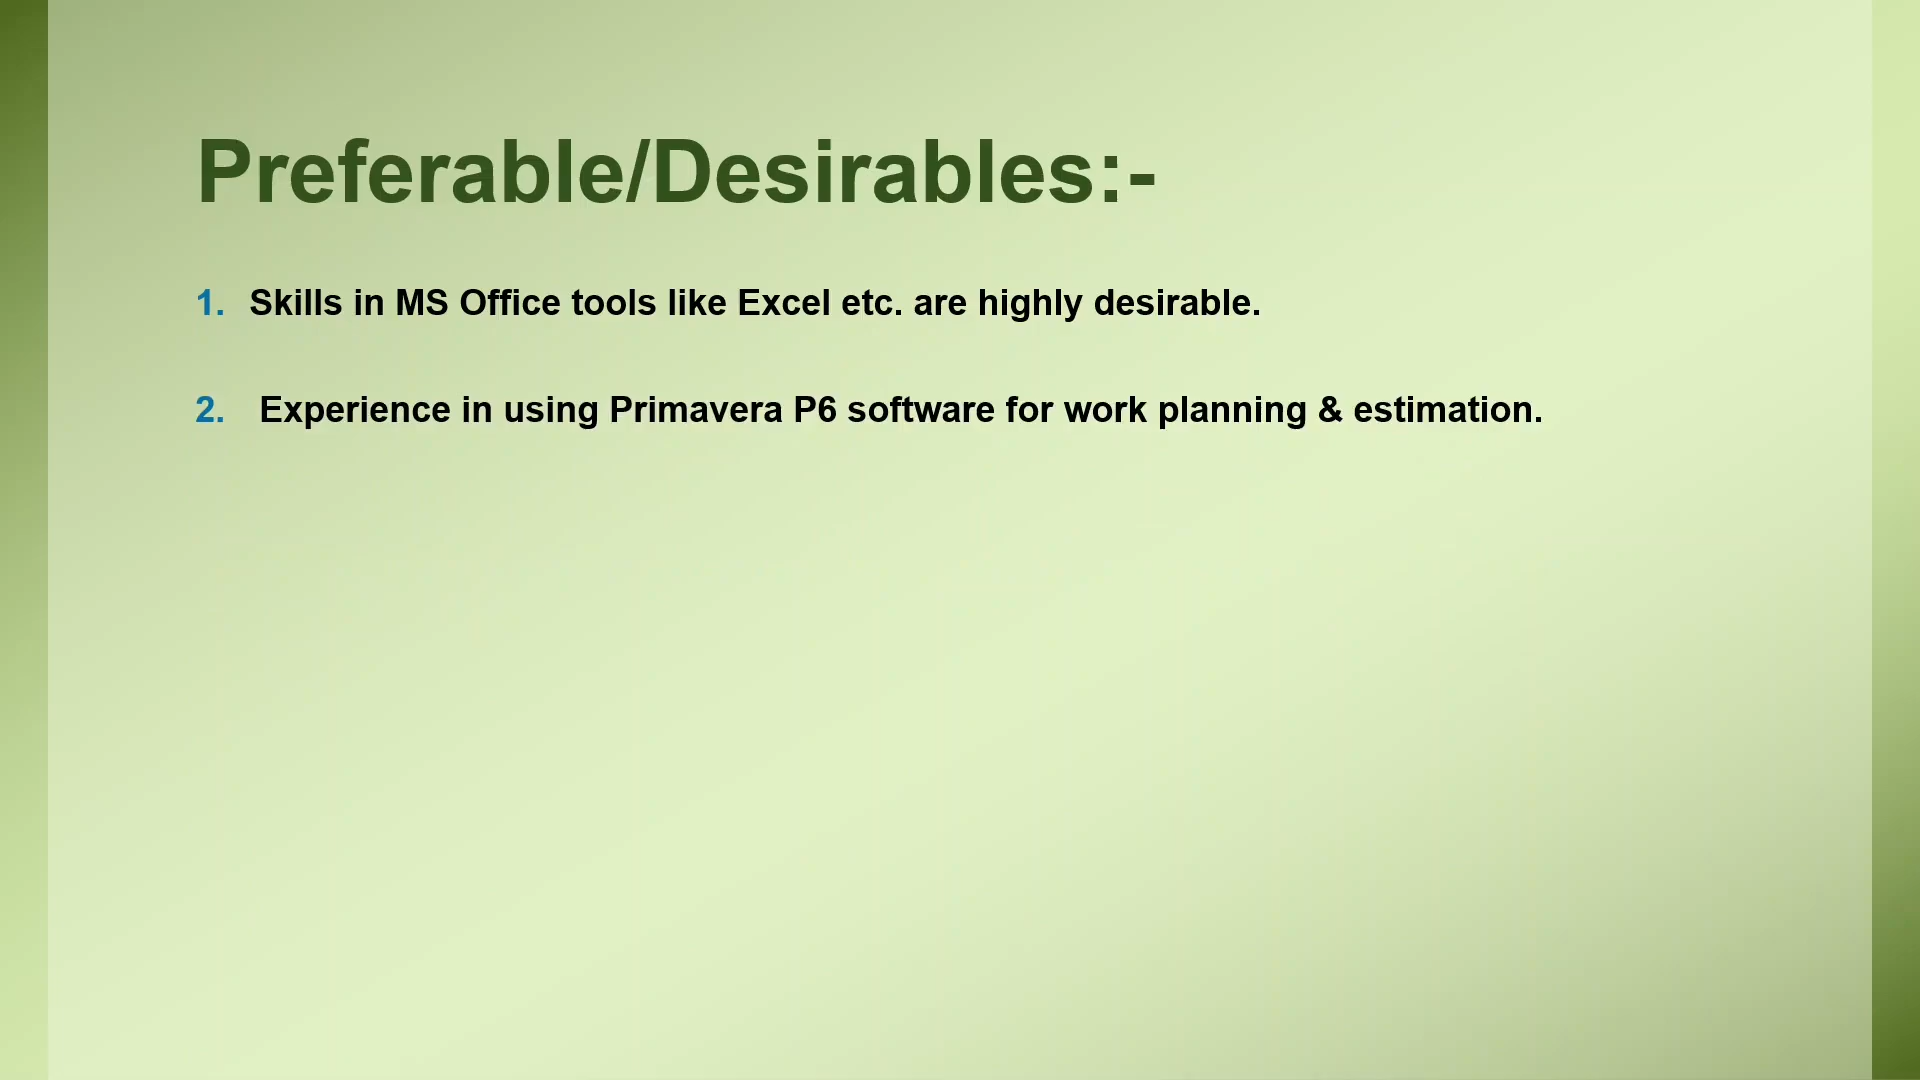 Preferable/Desirables:-
1. Skills in MS Office tools like Excel etc. are highly desirable.
2. Experience in using Primavera P6 software for work planning & estimation.